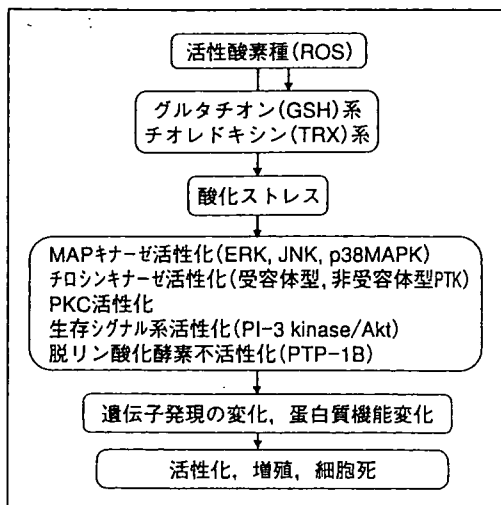 活性酸素種(ROS)
グルタチオン(GSH)系
チオレドキシン(TRX)系
酸化ストレス
MAPキナーゼ活性化(ERK, JNK, p38MAPK)
チロシンキナーゼ活性化(受容体型, 非受容体型PTK)
PKC活性化
生存シグナル系活性化(PI-3 kinase/Akt)
脱リン酸化酵素不活性化(PTP-1B)
遺伝子発現の変化, 蛋白質機能変化
活性化, 増殖, 細胞死